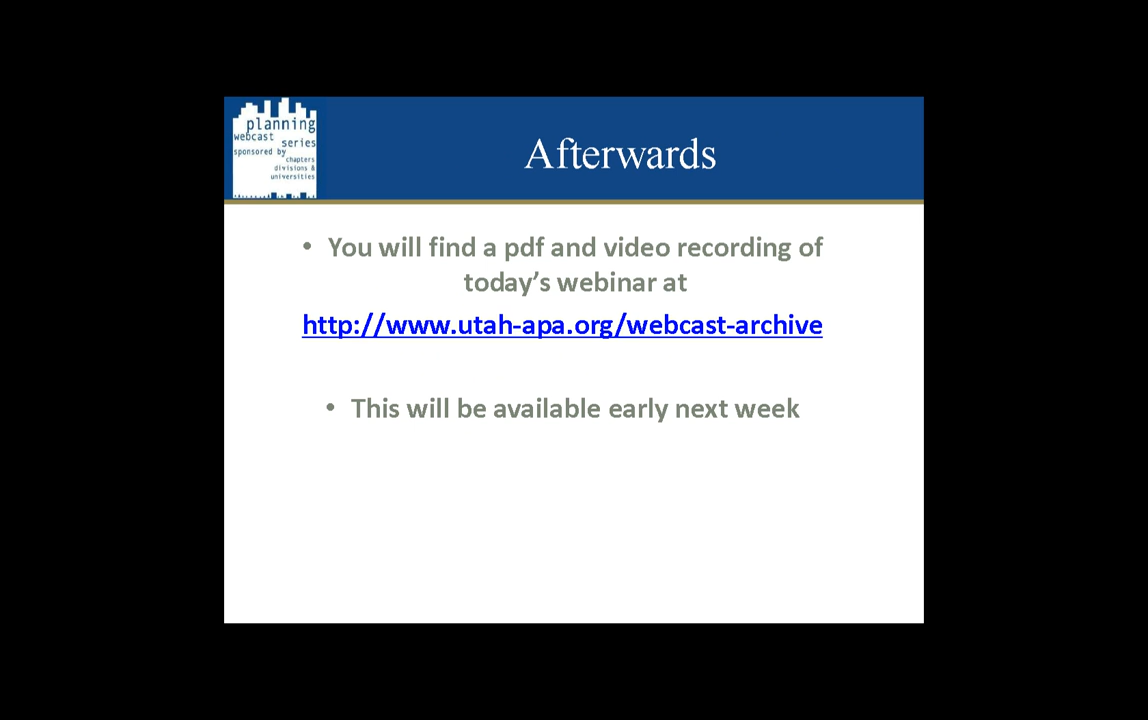 planning
webcast series
sponsored by
chapters
divisions &
universities
Afterwards
• You will find a pdf and video recording of
today's webinar at
http://www.utah-apa.org/webcast-archive
• This will be available early next week